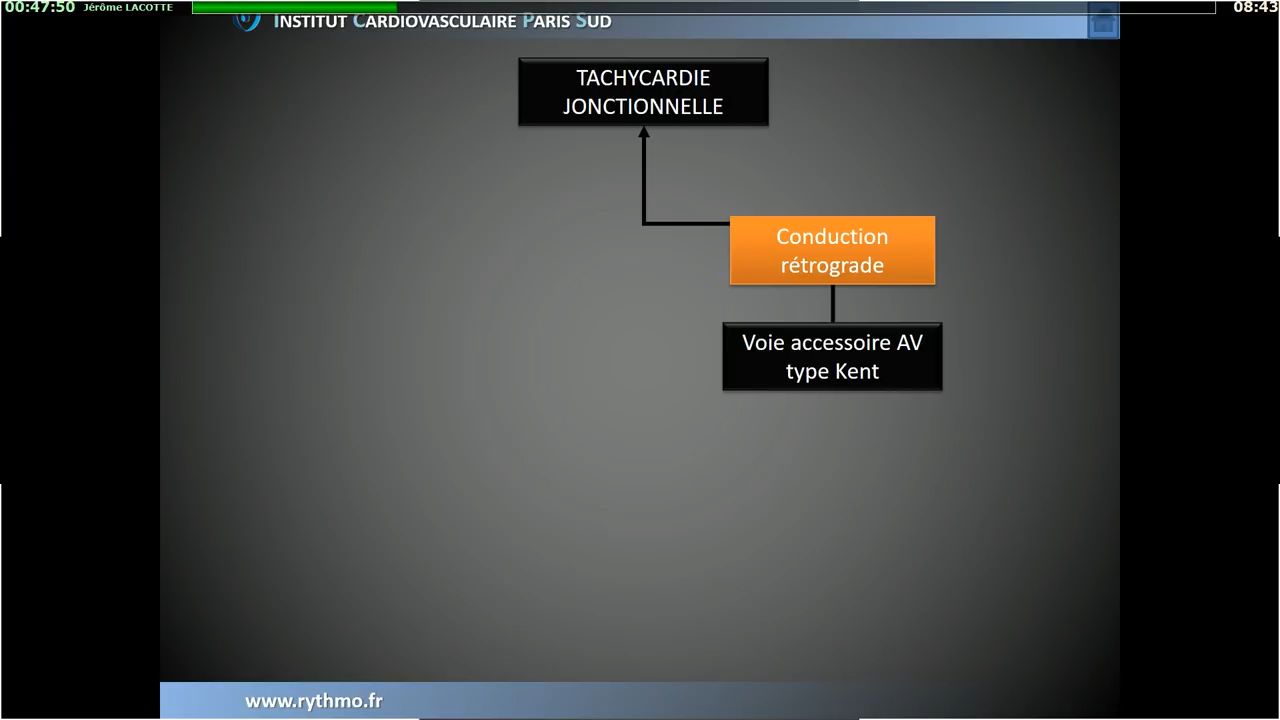 00:47:50 Jérôme LACOTTE 08:43
INSTITUT CARDIOVASCULAIRE PARIS SUD
TACHYCARDIE
JONCTIONNELLE
Conduction
rétrograde
Voie accessoire AV
type Kent
www.rythmo.fr